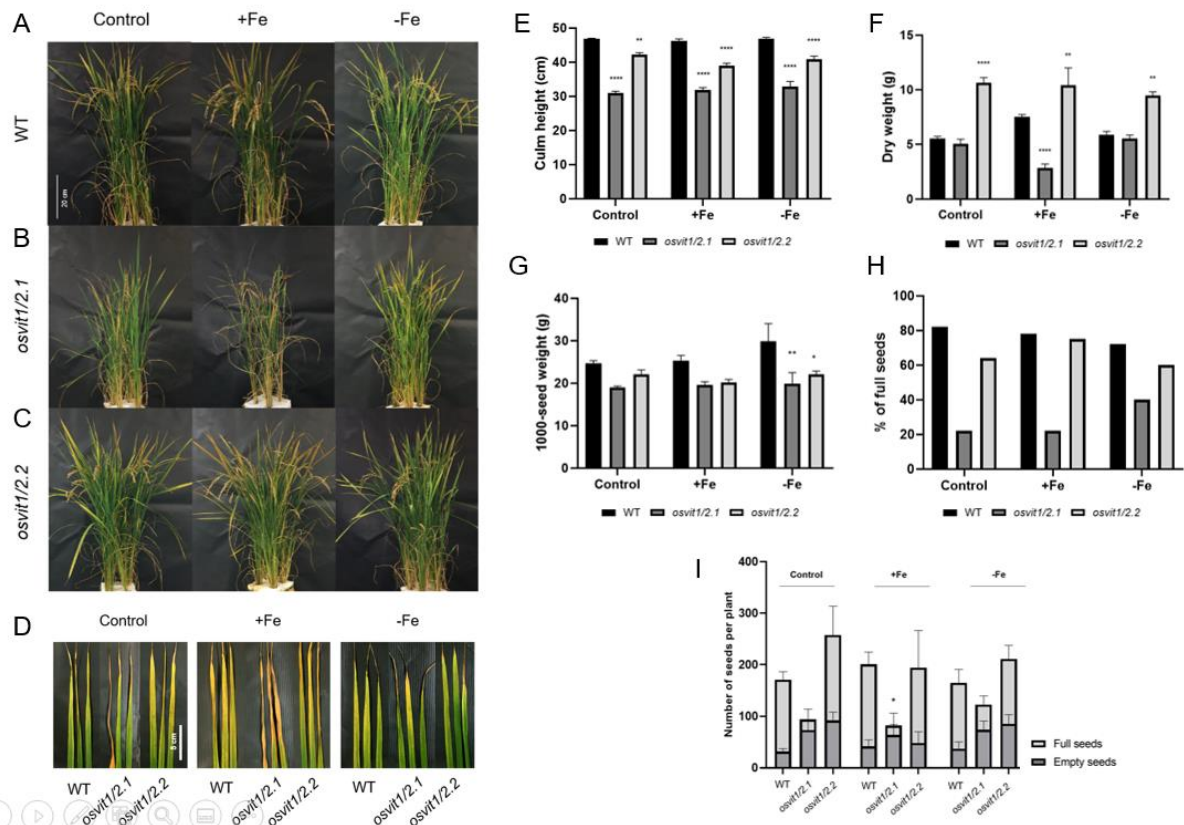 A
Control
+Fe
-Fe
WT
20 cm
B
osvit1/2.1
C
osvit1/2.2
D
Control
+Fe
-Fe
5 cm
WT
osvit1/2.1
osvit1/2.2
WT
osvit1/2.1
osvit1/2.2
WT
osvit1/2.1
osvit1/2.2
E
Culm height (cm)
50
40
30
20
10
0
****
**
****
****
****
****
Control
+Fe
-Fe
WT
osvit1/2.1
osvit1/2.2
F
Dry weight (g)
15
10
5
0
****
****
**
**
Control
+Fe
-Fe
WT
osvit1/2.1
osvit1/2.2
G
1000-seed weight (g)
40
30
20
10
0
**
*
Control
+Fe
-Fe
WT
osvit1/2.1
osvit1/2.2
H
% of full seeds
100
80
60
40
20
0
Control
+Fe
-Fe
WT
osvit1/2.1
osvit1/2.2
I
Number of seeds per plant
400
300
200
100
0
Control
+Fe
-Fe
*
WT
osvit1/2.1
osvit1/2.2
WT
osvit1/2.1
osvit1/2.2
WT
osvit1/2.1
osvit1/2.2
Full seeds
Empty seeds